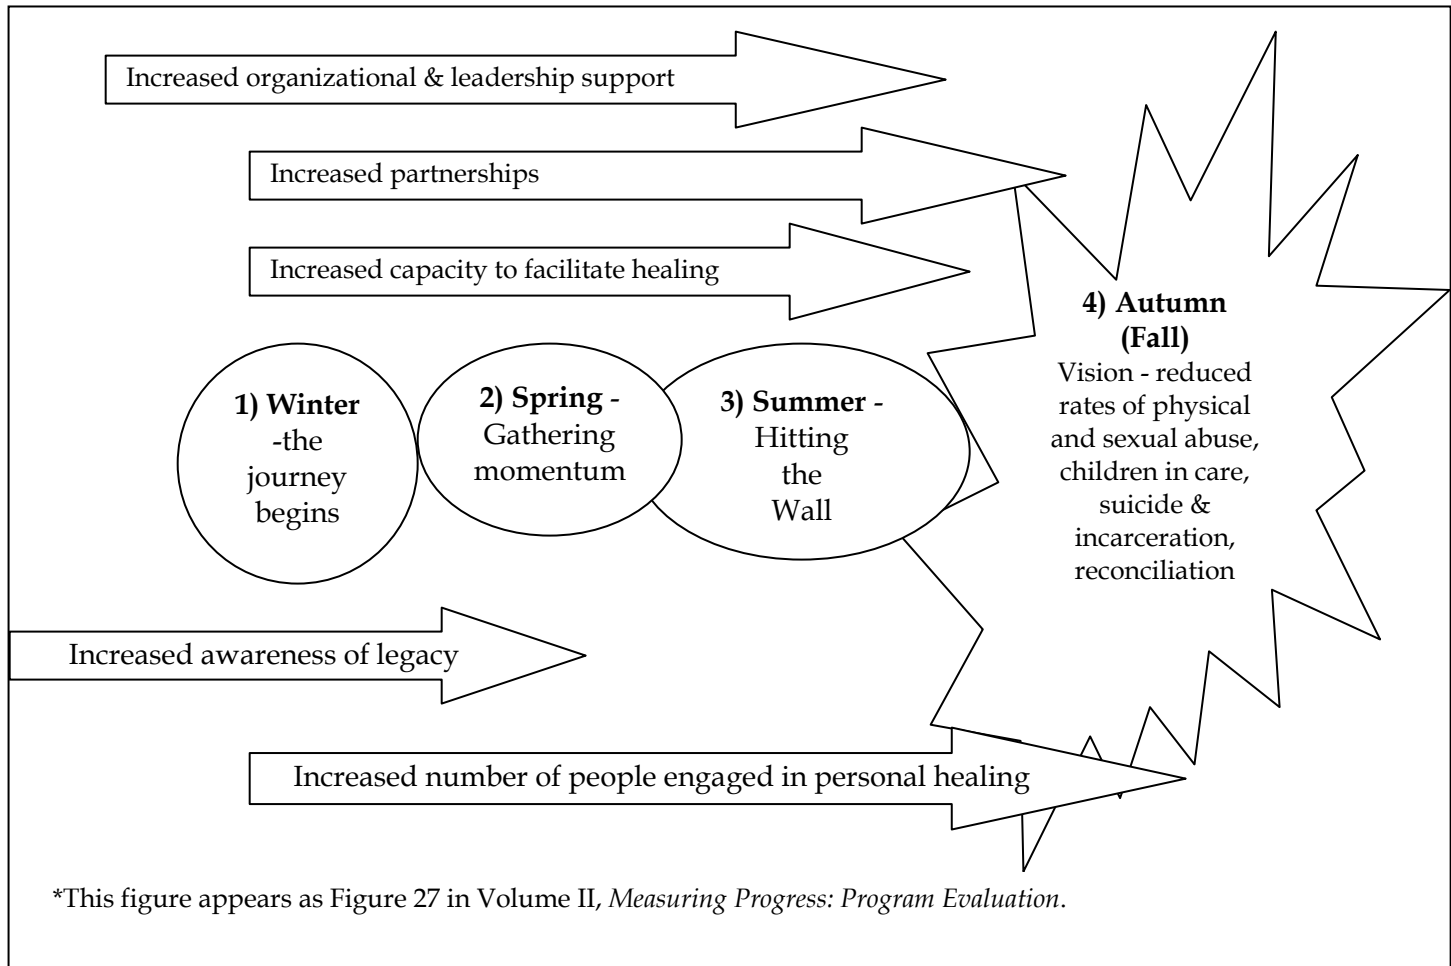 Increased organizational & leadership support
Increased partnerships
Increased capacity to facilitate healing
1) Winter
-the
journey
begins
2) Spring -
Gathering
momentum
3) Summer -
Hitting
the
Wall
4) Autumn
(Fall)
Vision - reduced
rates of physical
and sexual abuse,
children in care,
suicide &
incarceration,
reconciliation
Increased awareness of legacy
Increased number of people engaged in personal healing
*This figure appears as Figure 27 in Volume II, Measuring Progress: Program Evaluation.